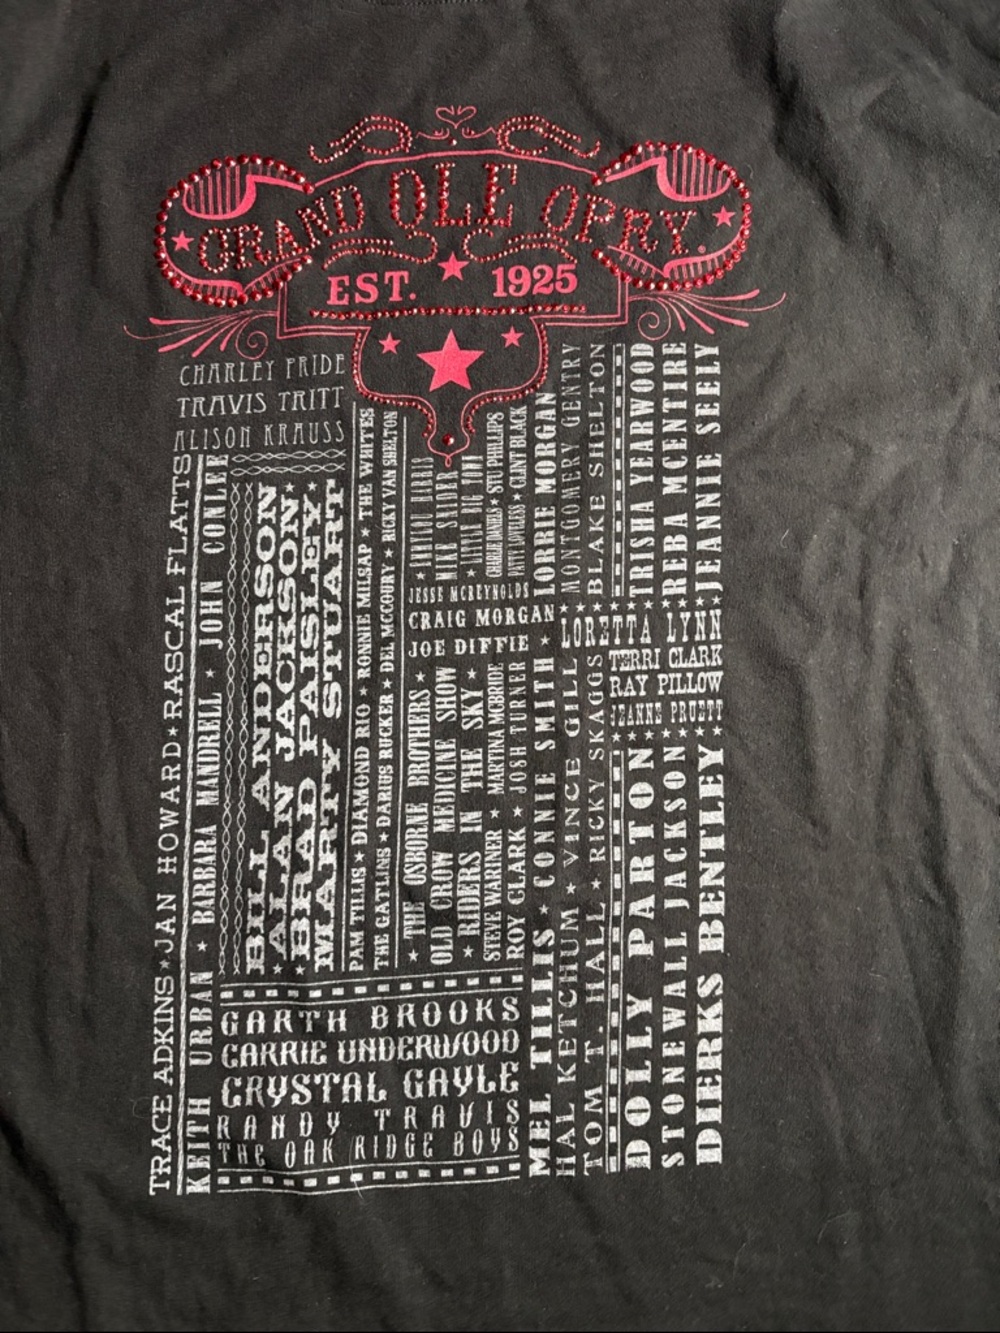 GRAND OLE OPRY.
EST. 1925
CHARLEY PRIDE
TRAVIS TRITT
ALISON KRAUSS
TRACE ADKINS ★ JAN HOWARD ★ RASCAL FLATTS
KEITH URBAN ★ BARBARA MANDRELL ★ JOHN CONLEE
BILL ANDERSON
ALAN JACKSON
BRAD PAISLEY
MARTY STUART
PAM TILLIS ★ DIAMOND RIO ★ RONNIE MILSAP ★ THE WHITES
THE GATLINS ★ DARIUS RUCKER ★ DEL MCCOURY ★ RICKY VAN SHELTON
★ THE OSBORNE BROTHERS ★
OLD CROW MEDICINE SHOW
★ RIDERS IN THE SKY ★
STEVE WARINER ★ MARTINA MCBRIDE
ROY CLARK ★ JOSH TURNER
★ EMMYLOU HARRIS
MIKE SNIDER
★ LITTLE BIG TOWN
CHARLIE DANIELS ★ STU PHILLIPS
PATTY LOVELESS ★ CLINT BLACK
JESSE MCREYNOLDS
CRAIG MORGAN
JOE DIFFIE
MEL TILLIS ★ CONNIE SMITH ★ LORRIE MORGAN
HAL KETCHUM ★ VINCE GILL
MONTGOMERY GENTRY
TOM T. HALL ★ RICKY SKAGGS
BLAKE SHELTON
TRISHA YEARWOOD
REBA MCENTIRE
JEANNIE SEELY
LORETTA LYNN
TERRI CLARK
RAY PILLOW
JEANNE PRUETT
DOLLY PARTON
STONEWALL JACKSON
DIERKS BENTLEY
GARTH BROOKS
CARRIE UNDERWOOD
CRYSTAL GAYLE
RANDY TRAVIS
THE OAK RIDGE BOYS